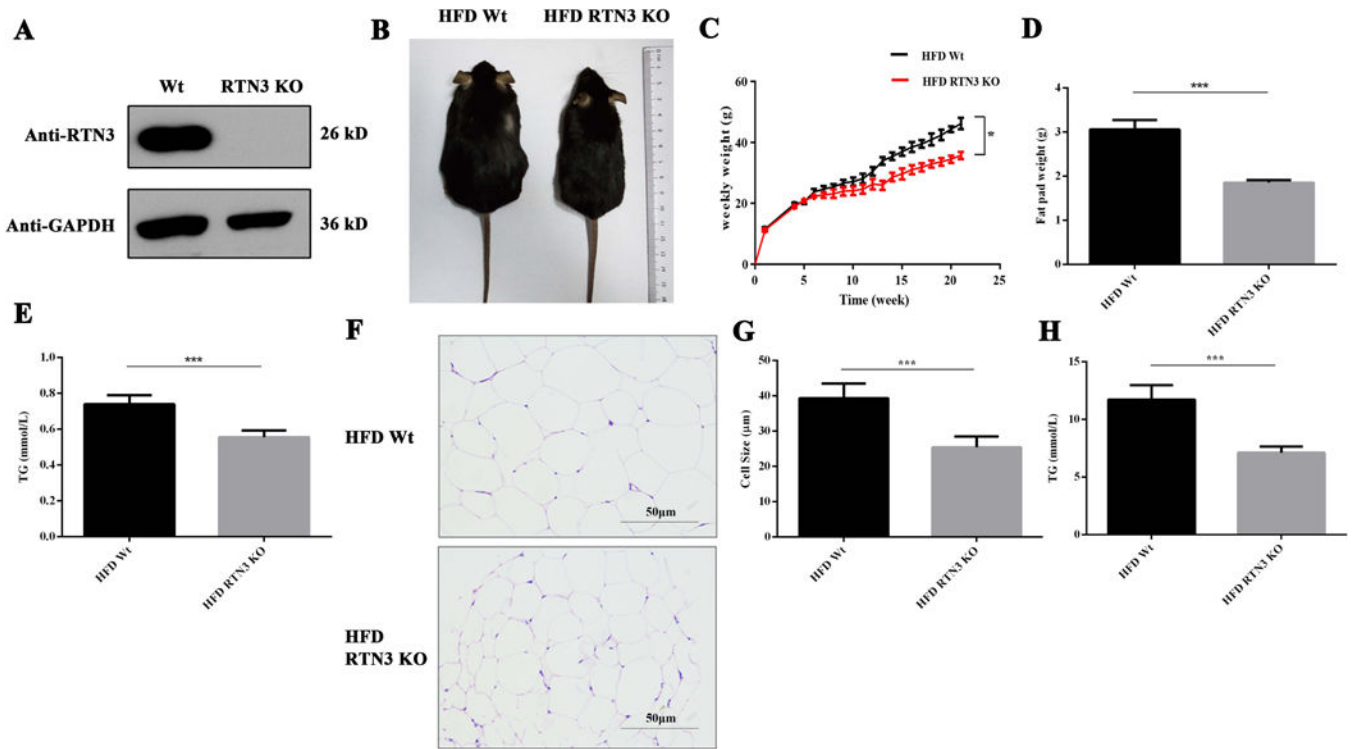 A
Wt RTN3 KO
Anti-RTN3
26 kD
Anti-GAPDH
36 kD
B
HFD Wt HFD RTN3 KO
C
HFD Wt
HFD RTN3 KO
weekly weight (g)
60
40
20
0
0 5 10 15 20 25
Time (week)
*
D
Fat pad weight (g)
4
3
2
1
0
***
HFD Wt
HFD RTN3 KO
E
TG (mmol/L)
1.0
0.8
0.6
0.4
0.2
0.0
***
HFD Wt
HFD RTN3 KO
F
HFD Wt
50μm
HFD
RTN3 KO
50μm
G
Cell Size (μm)
50
40
30
20
10
0
***
HFD Wt
HFD RTN3 KO
H
TG (mmol/L)
15
10
5
0
***
HFD Wt
HFD RTN3 KO